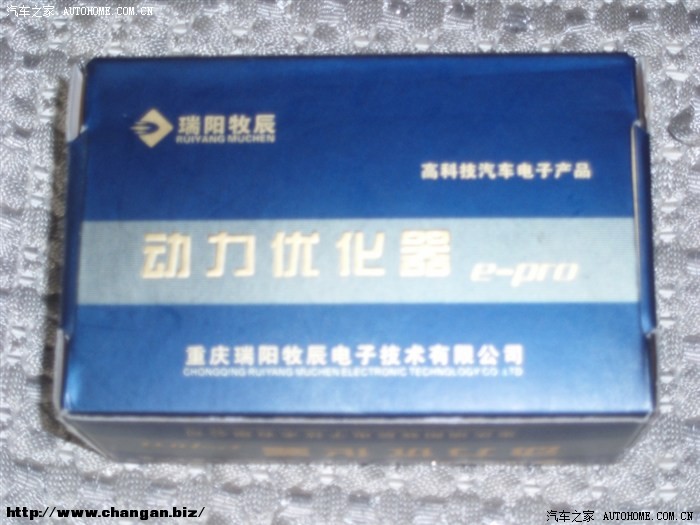 汽车之家 AUTOHOME.COM.CN
瑞阳牧辰
RUIYANG MUCHEN
高科技汽车电子产品
动力优化器 e-pro
重庆瑞阳牧辰电子技术有限公司
CHONGQING RUIYANG MUCHEN ELECTRONIC TECHNOLOGY CO.,LTD
http://www.changan.biz/
汽车之家 AUTOHOME.COM.CN